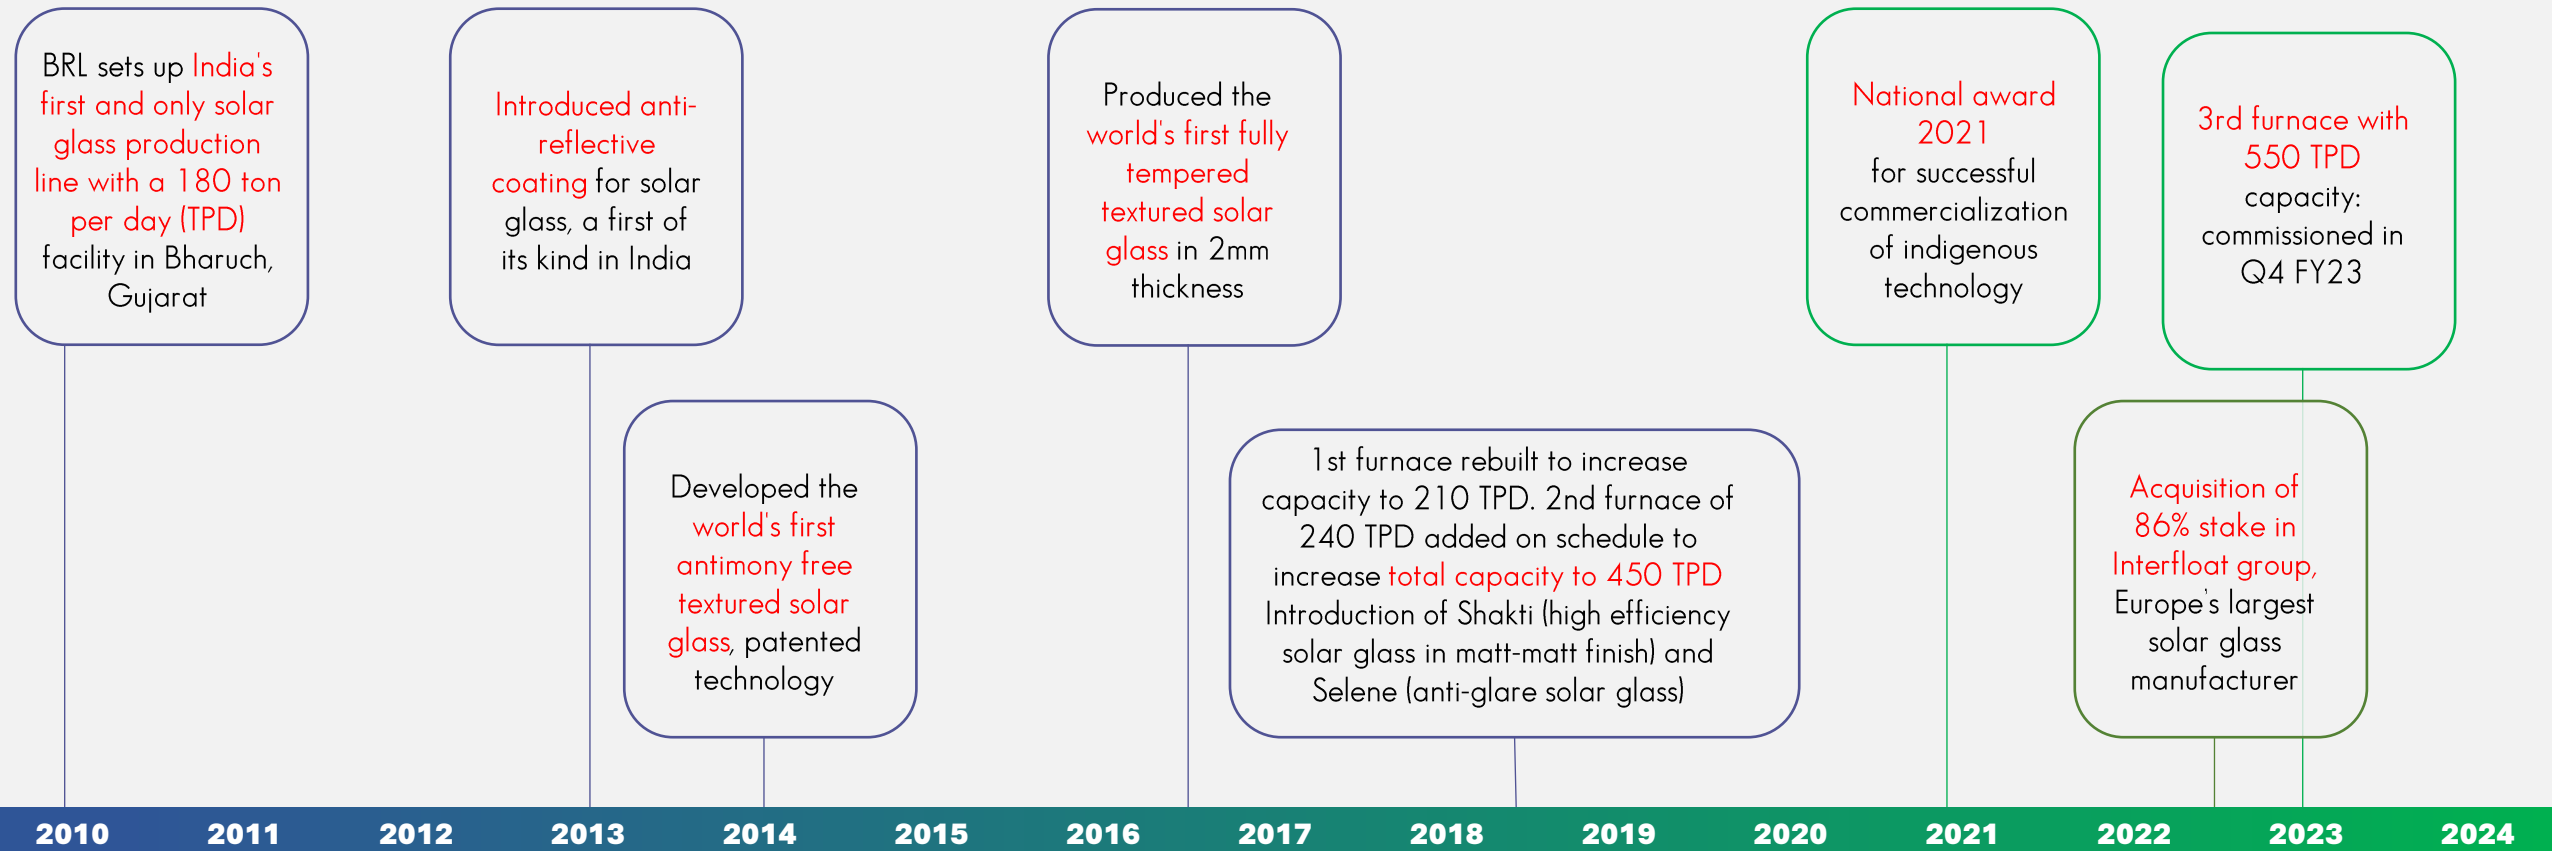 BRL sets up India's
first and only solar
glass production
line with a 180 ton
per day (TPD)
facility in Bharuch,
Gujarat
Introduced anti-
reflective
coating for solar
glass, a first of
its kind in India
Developed the
world's first
antimony free
textured solar
glass, patented
technology
Produced the
world's first fully
tempered
textured solar
glass in 2mm
thickness
1st furnace rebuilt to increase
capacity to 210 TPD. 2nd furnace of
240 TPD added on schedule to
increase total capacity to 450 TPD
Introduction of Shakti (high efficiency
solar glass in matt-matt finish) and
Selene (anti-glare solar glass)
National award
2021
for successful
commercialization
of indigenous
technology
Acquisition of
86% stake in
Interfloat group,
Europe's largest
solar glass
manufacturer
3rd furnace with
550 TPD
capacity:
commissioned in
Q4 FY23
2010 2011 2012 2013 2014 2015 2016 2017 2018 2019 2020 2021 2022 2023 2024